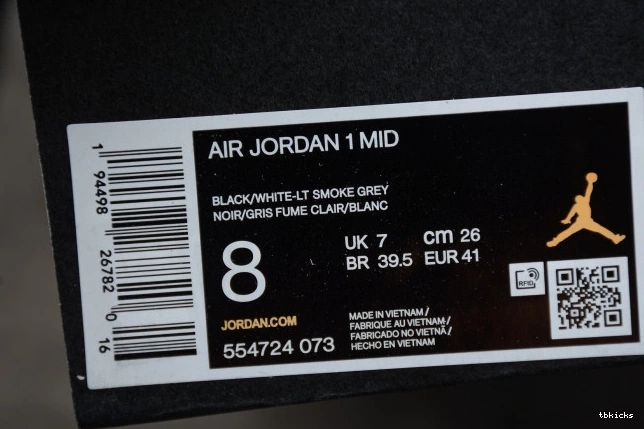 AIR JORDAN 1 MID
BLACK/WHITE-LT SMOKE GREY
NOIR/GRIS FUME CLAIR/BLANC
8
UK 7 cm 26
BR 39.5 EUR 41
RFID
JORDAN.COM
554724 073
MADE IN VIETNAM/
FABRIQUE AU VIETNAM/
FABRICADO NO VIETNÃ/
HECHO EN VIETNAM
1 94498 26782 0 16
tbkicks